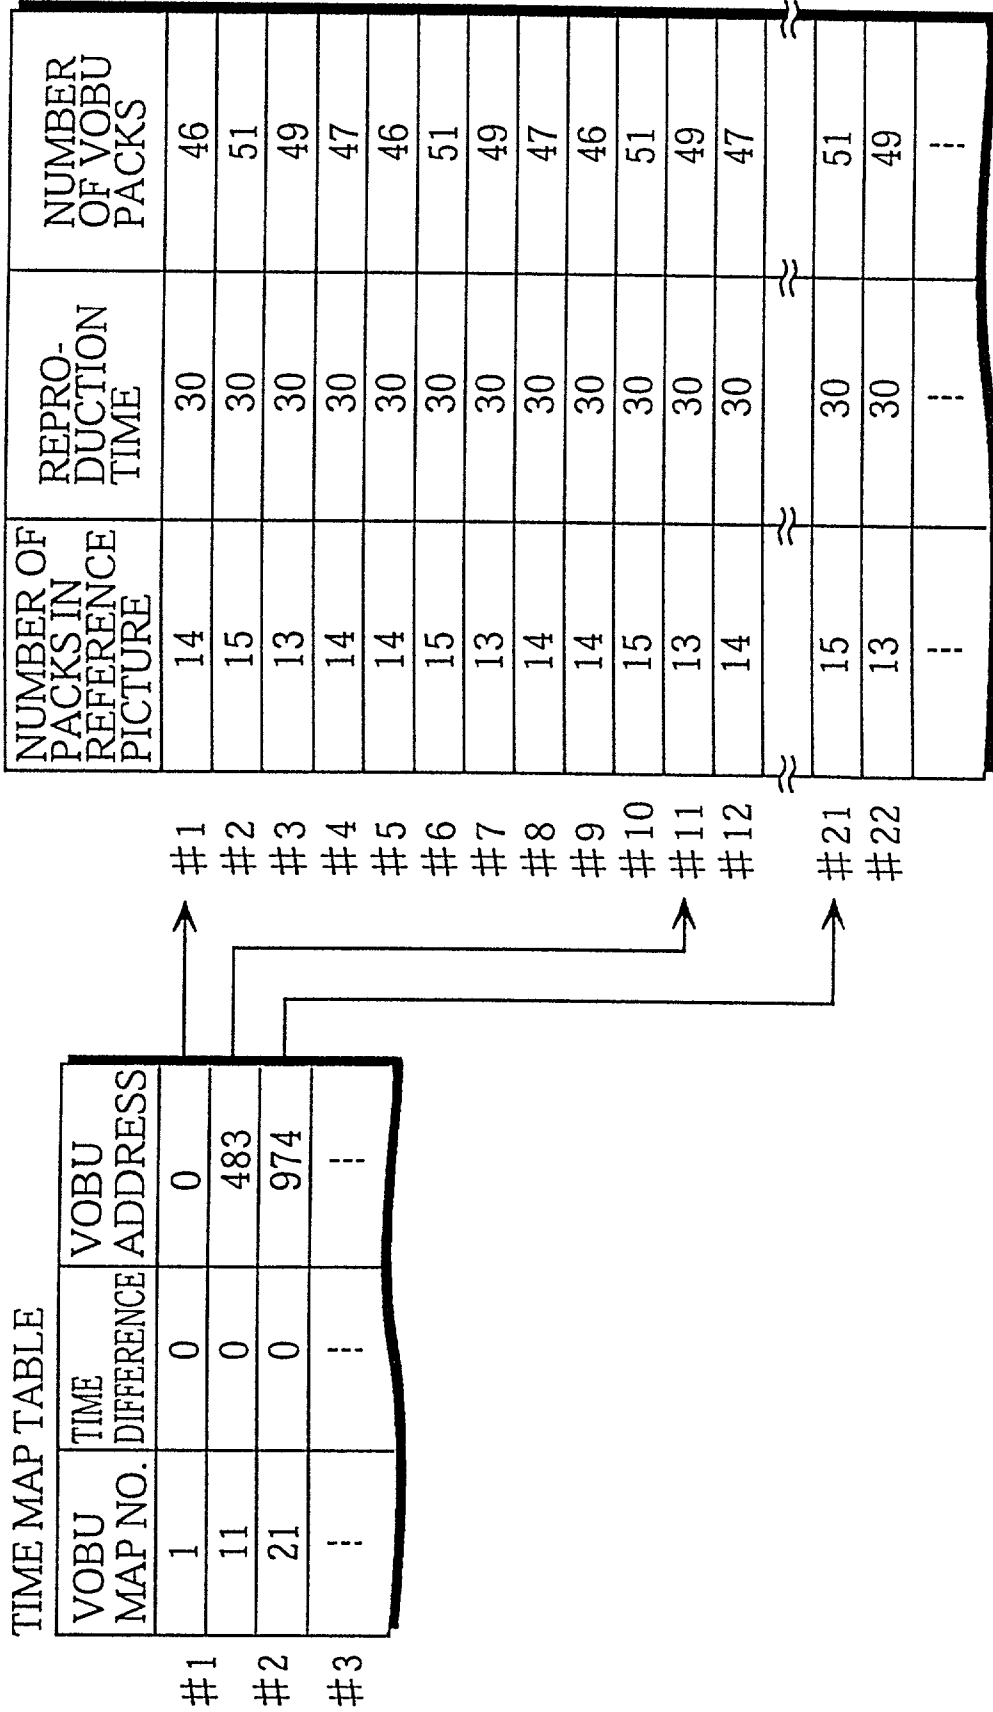 TIME MAP TABLE
VOBU MAP NO. TIME DIFFERENCE VOBU ADDRESS
#1 1 0 0
#2 11 0 483
#3 21 0 974
--- --- ---
NUMBER OF PACKS IN REFERENCE PICTURE REPRO-DUCTION TIME NUMBER OF VOBU PACKS
#1 14 30 46
#2 15 30 51
#3 13 30 49
#4 14 30 47
#5 14 30 46
#6 15 30 51
#7 13 30 49
#8 14 30 47
#9 14 30 46
#10 15 30 51
#11 13 30 49
#12 14 30 47
#21 15 30 51
#22 13 30 49
--- --- ---